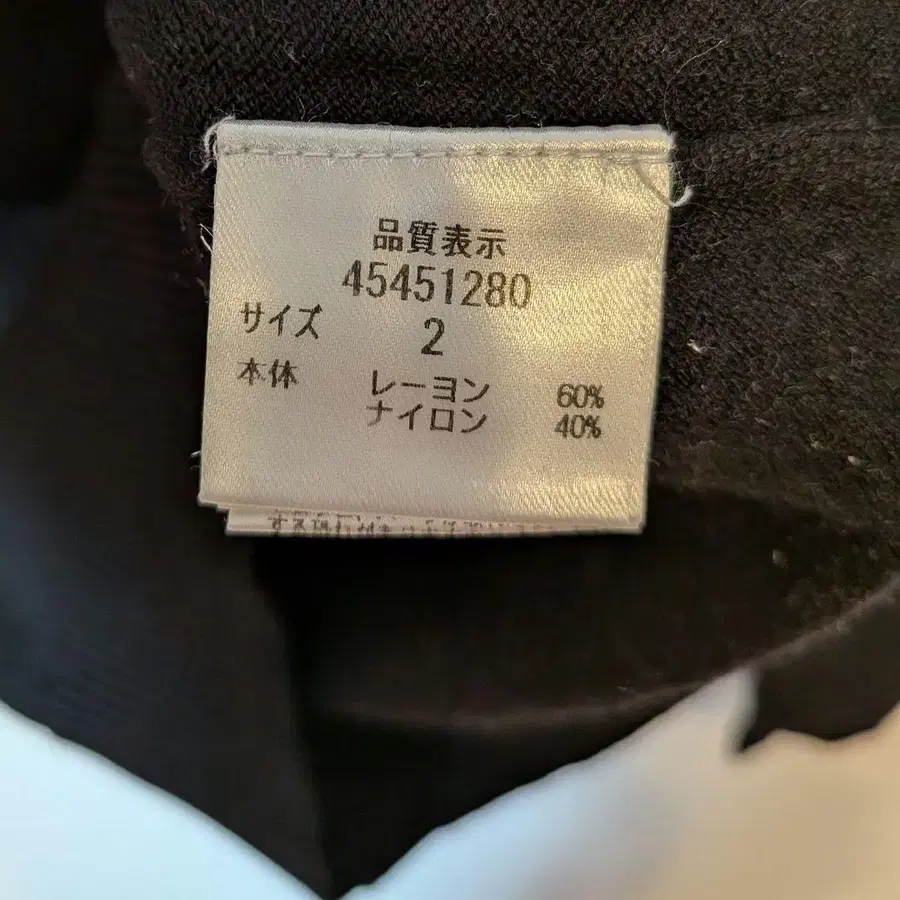 品質表示
45451280
サイズ 2
本体 レーヨン 60%
ナイロン 40%